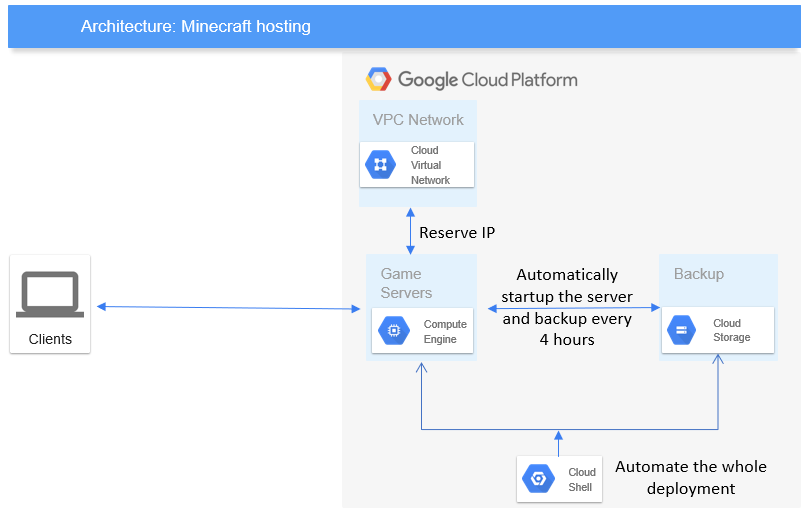 Architecture: Minecraft hosting
Google Cloud Platform
VPC Network
Cloud
Virtual
Network
Reserve IP
Game
Servers
Compute
Engine
Automatically
startup the server
and backup every
4 hours
Backup
Cloud
Storage
Clients
Cloud
Shell
Automate the whole
deployment